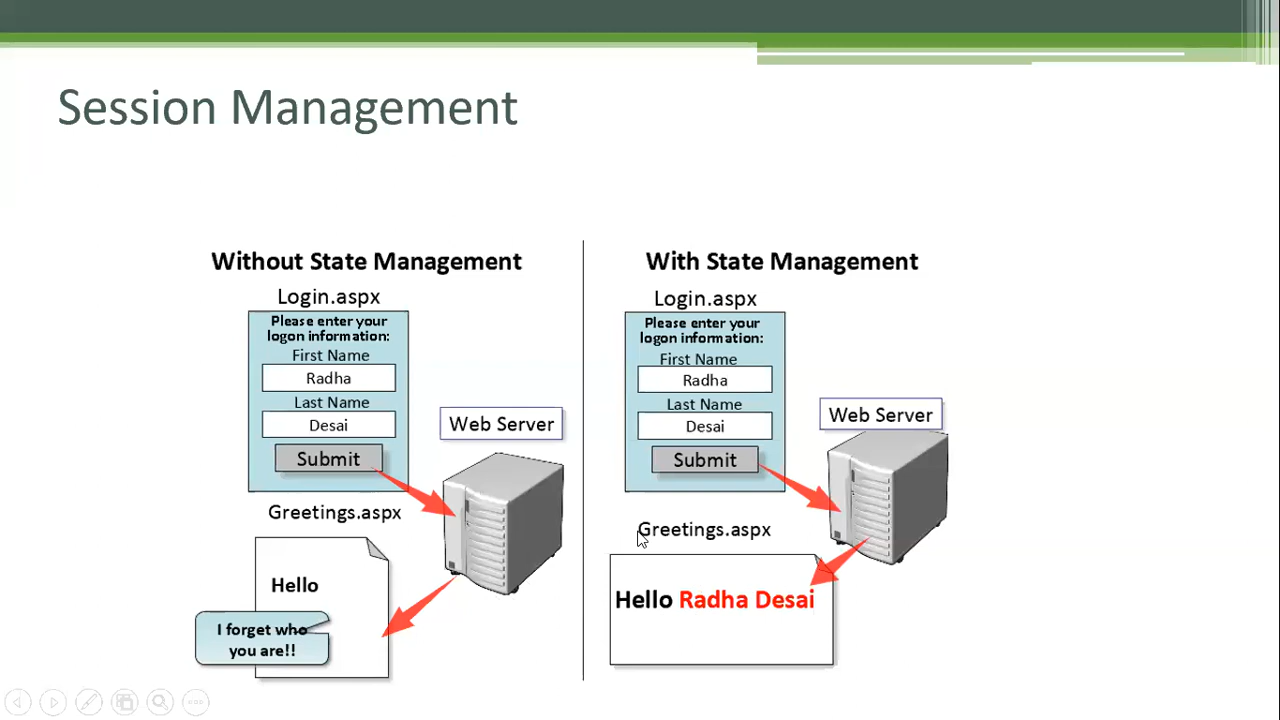 Session Management
Without State Management
Login.aspx
Please enter your
logon information:
First Name
Radha
Last Name
Desai
Submit
Web Server
Greetings.aspx
Hello
I forget who
you are!!
With State Management
Login.aspx
Please enter your
logon information:
First Name
Radha
Last Name
Desai
Submit
Web Server
Greetings.aspx
Hello Radha Desai